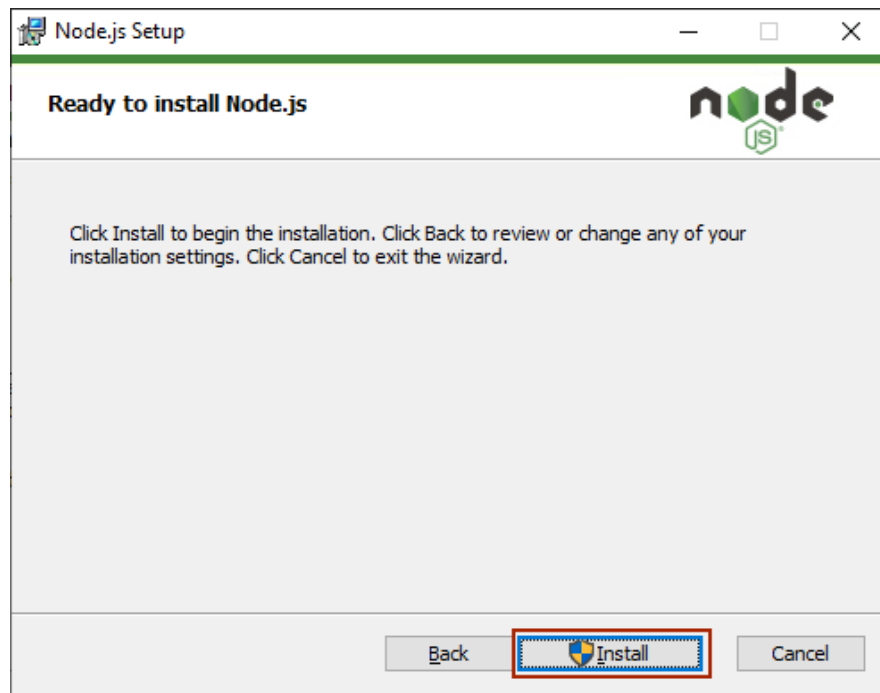 Node.js Setup
Ready to install Node.js
node
JS
Click Install to begin the installation. Click Back to review or change any of your
installation settings. Click Cancel to exit the wizard.
Back Install Cancel